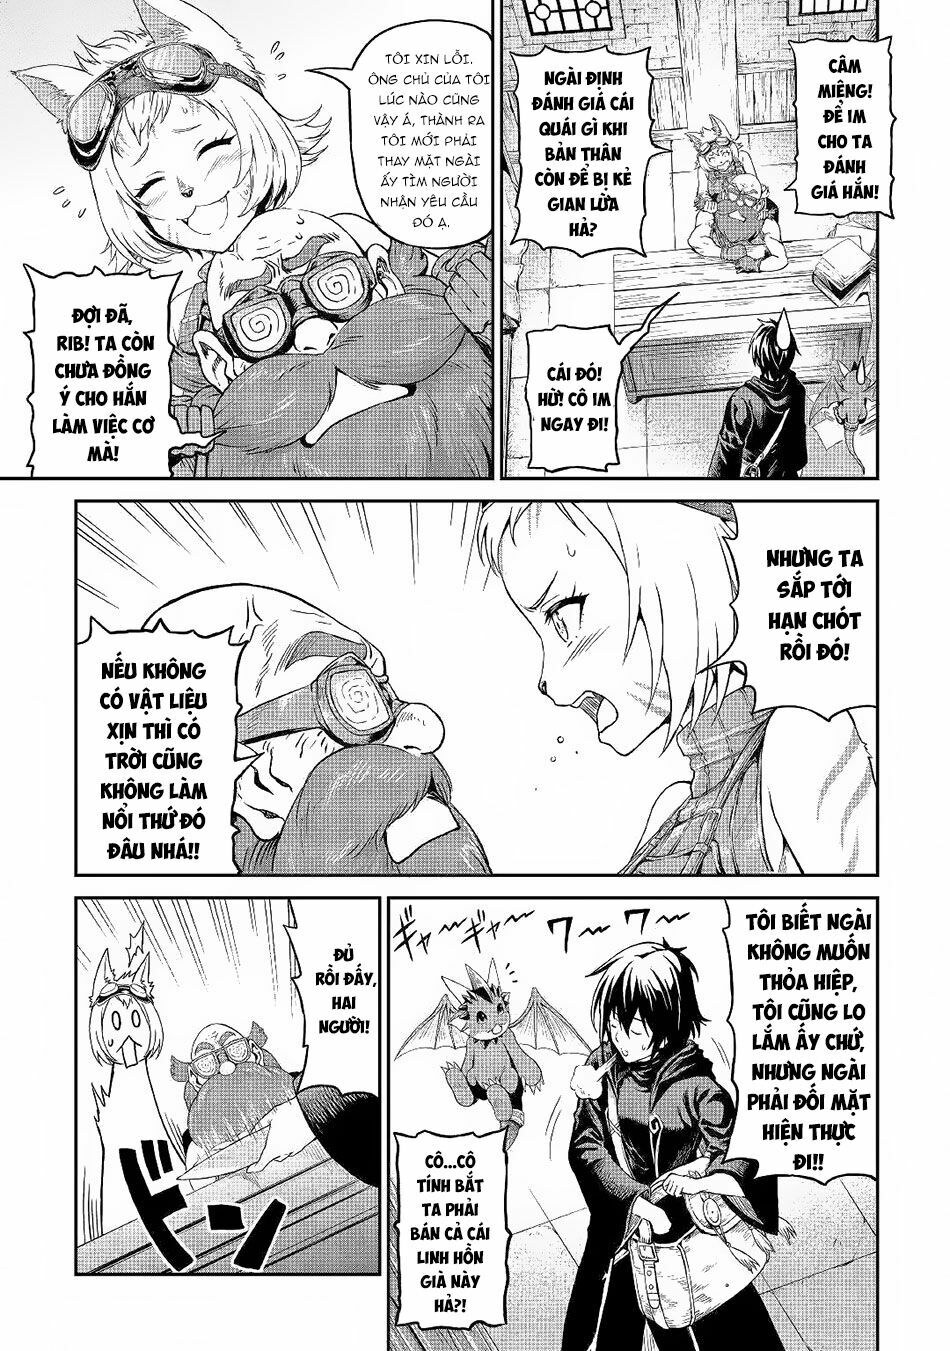 CÂM
MIỆNG!
ĐỂ IM
CHO TA
ĐÁNH
GIÁ HẮN!
NGÀI ĐỊNH
ĐÁNH GIÁ CÁI
QUÁI GÌ KHI
BẢN THÂN
CÒN ĐỂ BỊ KẺ
GIAN LỪA
HẢ?
CÁI ĐÓ!
HỪ! CÔ IM
NGAY ĐI!
TÔI XIN LỖI.
ÔNG CHỦ CỦA TÔI
LÚC NÀO CŨNG
VẬY Á, THÀNH RA
TÔI MỚI PHẢI
THAY MẶT NGÀI
ẤY TÌM NGƯỜI
NHẬN YÊU CẦU
ĐÓ Ạ.
ĐỢI ĐÃ,
RIB! TA CÒN
CHƯA ĐỒNG
Ý CHO HẮN
LÀM VIỆC CƠ
MÀ!
NHƯNG TA
SẮP TỚI
HẠN CHÓT
RỒI ĐÓ!
NẾU KHÔNG
CÓ VẬT LIỆU
XỊN THÌ CÓ
TRỜI CŨNG
KHÔNG LÀM
NỔI THỨ ĐÓ
ĐÂU NHÁ!!
TÔI BIẾT NGÀI
KHÔNG MUỐN
THỎA HIỆP,
TÔI CŨNG LO
LẮM ẤY CHỨ,
NHƯNG NGÀI
PHẢI ĐỐI MẶT
HIỆN THỰC
ĐI!!
ワーワー
ギャーギャー
CÔ...CÔ
TÍNH BẮT
TA PHẢI
BÁN CẢ CÁI
LINH HỒN
GIÀ NÀY
HẢ?!
ĐỦ
RỒI ĐẤY,
HAI
NGƯỜI!
ドン